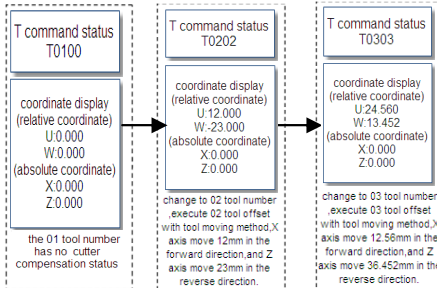 T command status
T0100
coordinate display
(relative coordinate)
U:0.000
W:0.000
(absolute coordinate)
X:0.000
Z:0.000
the 01 tool number
has no cutter
compensation status
T command status
T0202
coordinate display
(relative coordinate)
U:12.000
W:-23.000
(absolute coordinate)
X:0.000
Z:0.000
change to 02 tool number
,execute 02 tool offset
with tool moving method,X
axis move 12mm in the
forward direction,and Z
axis move 23mm in the
reverse direction.
T command status
T0303
coordinate display
(relative coordinate)
U:24.560
W:13.452
(absolute coordinate)
X:0.000
Z:0.000
change to 03 tool number
,execute 03 tool offset
with tool moving method,X
axis move 12.56mm in the
forward direction,and Z
axis move 36.452mm in the
reverse direction.